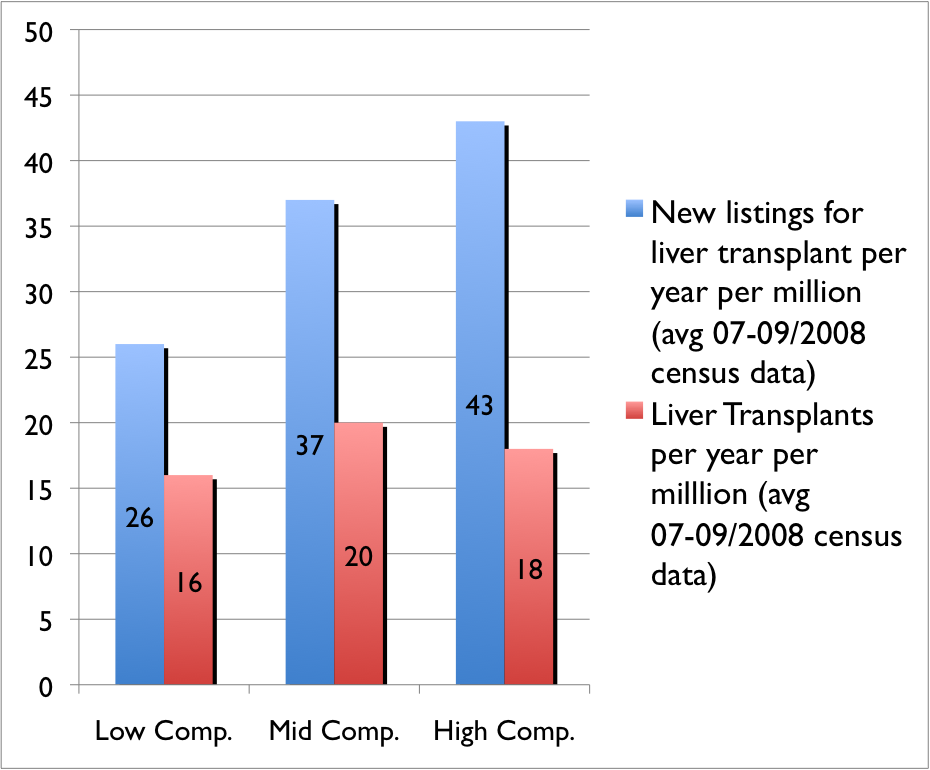 50
45
40
35
30
25
20
15
10
5
0
26
16
37
20
43
18
Low Comp.
Mid Comp.
High Comp.
New listings for
liver transplant per
year per million
(avg 07-09/2008
census data)
Liver Transplants
per year per
milllion (avg
07-09/2008 census
data)